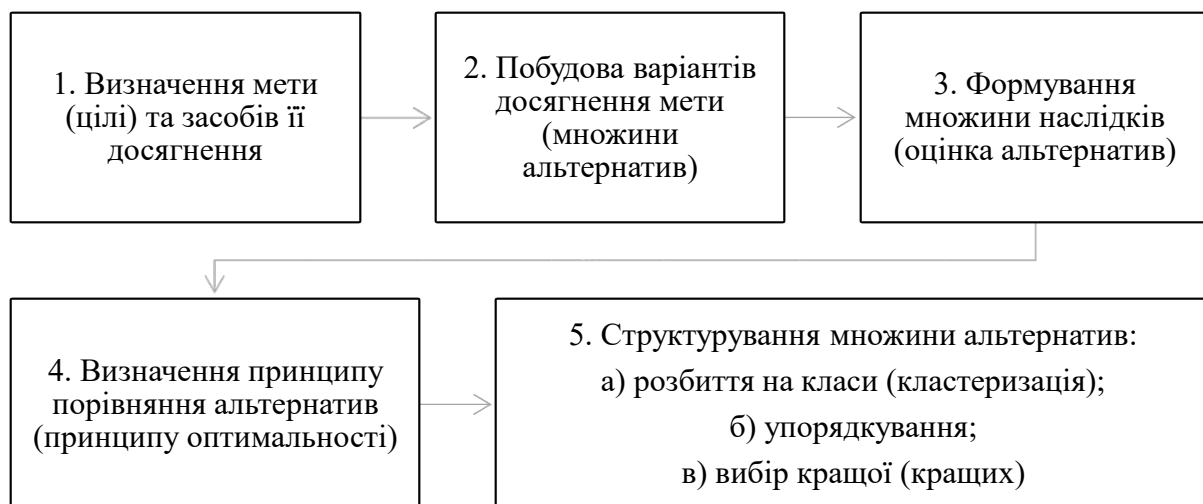 1. Визначення мети
(цілі) та засобів її
досягнення
2. Побудова варіантів
досягнення мети
(множини
альтернатив)
3. Формування
множини наслідків
(оцінка альтернатив)
4. Визначення принципу
порівняння альтернатив
(принципу оптимальності)
5. Структурування множини альтернатив:
а) розбиття на класи (кластеризація);
б) упорядкування;
в) вибір кращої (кращих)